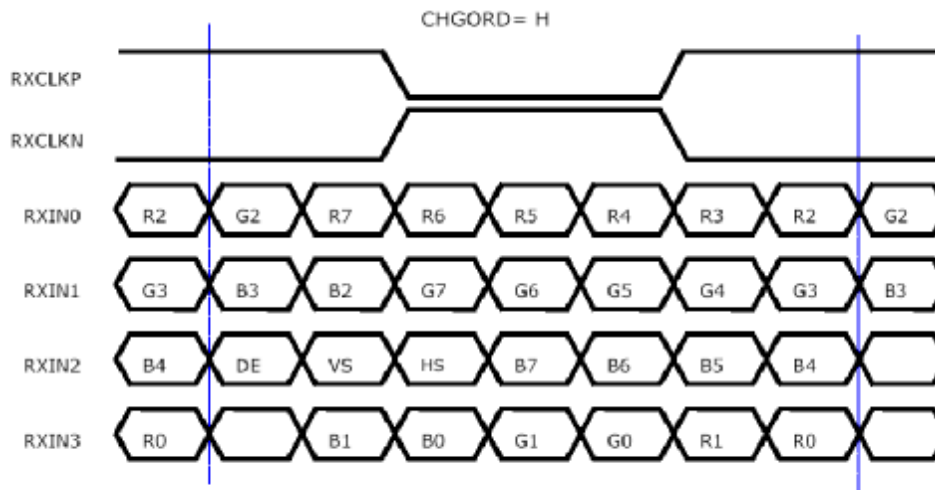 CHGORD= H
RXCLKP
RXCLKN
RXIN0 R2 G2 R7 R6 R5 R4 R3 R2 G2
RXIN1 G3 B3 B2 G7 G6 G5 G4 G3 B3
RXIN2 B4 DE VS HS B7 B6 B5 B4
RXIN3 R0 B1 B0 G1 G0 R1 R0